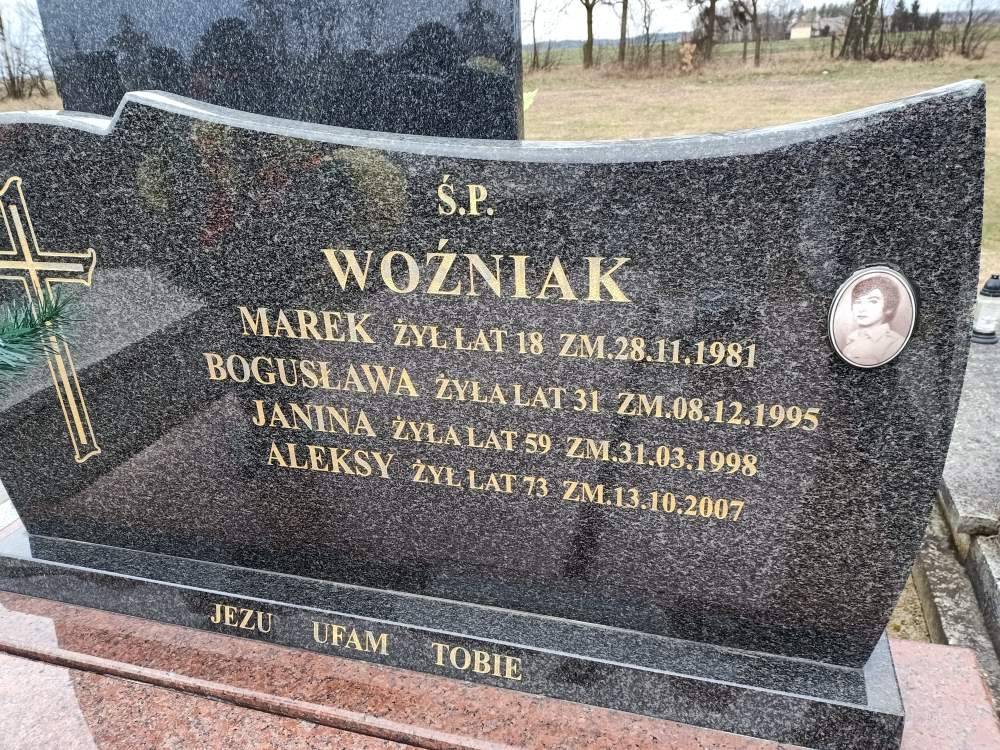 Ś.P.
WOŹNIAK
MAREK ŻYŁ LAT 18 ZM.28.11.1981
BOGUSŁAWA ŻYŁA LAT 31 ZM.08.12.1995
JANINA ŻYŁA LAT 59 ZM.31.03.1998
ALEKSY ŻYŁ LAT 73 ZM.13.10.2007
JEZU UFAM TOBIE